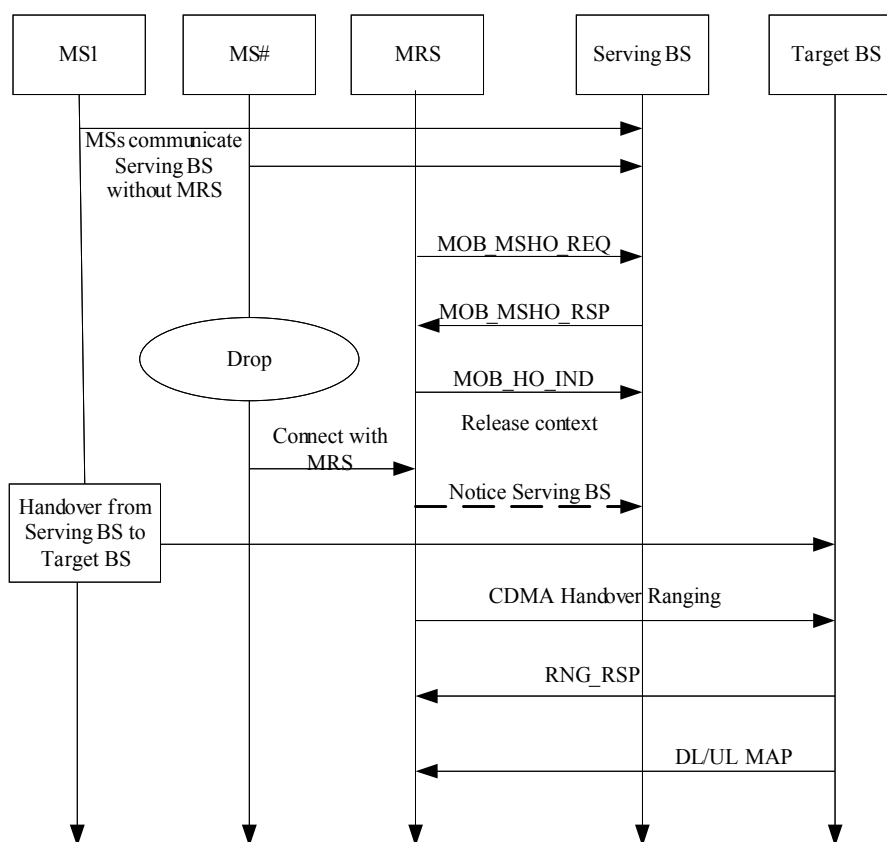 MS1
MS#
MRS
Serving BS
Target BS
MSs communicate
Serving BS
without MRS
MOB_MSHO_REQ
MOB_MSHO_RSP
Drop
MOB_HO_IND
Release context
Connect with
MRS
Notice Serving BS
Handover from
Serving BS to
Target BS
CDMA Handover Ranging
RNG_RSP
DL/UL MAP